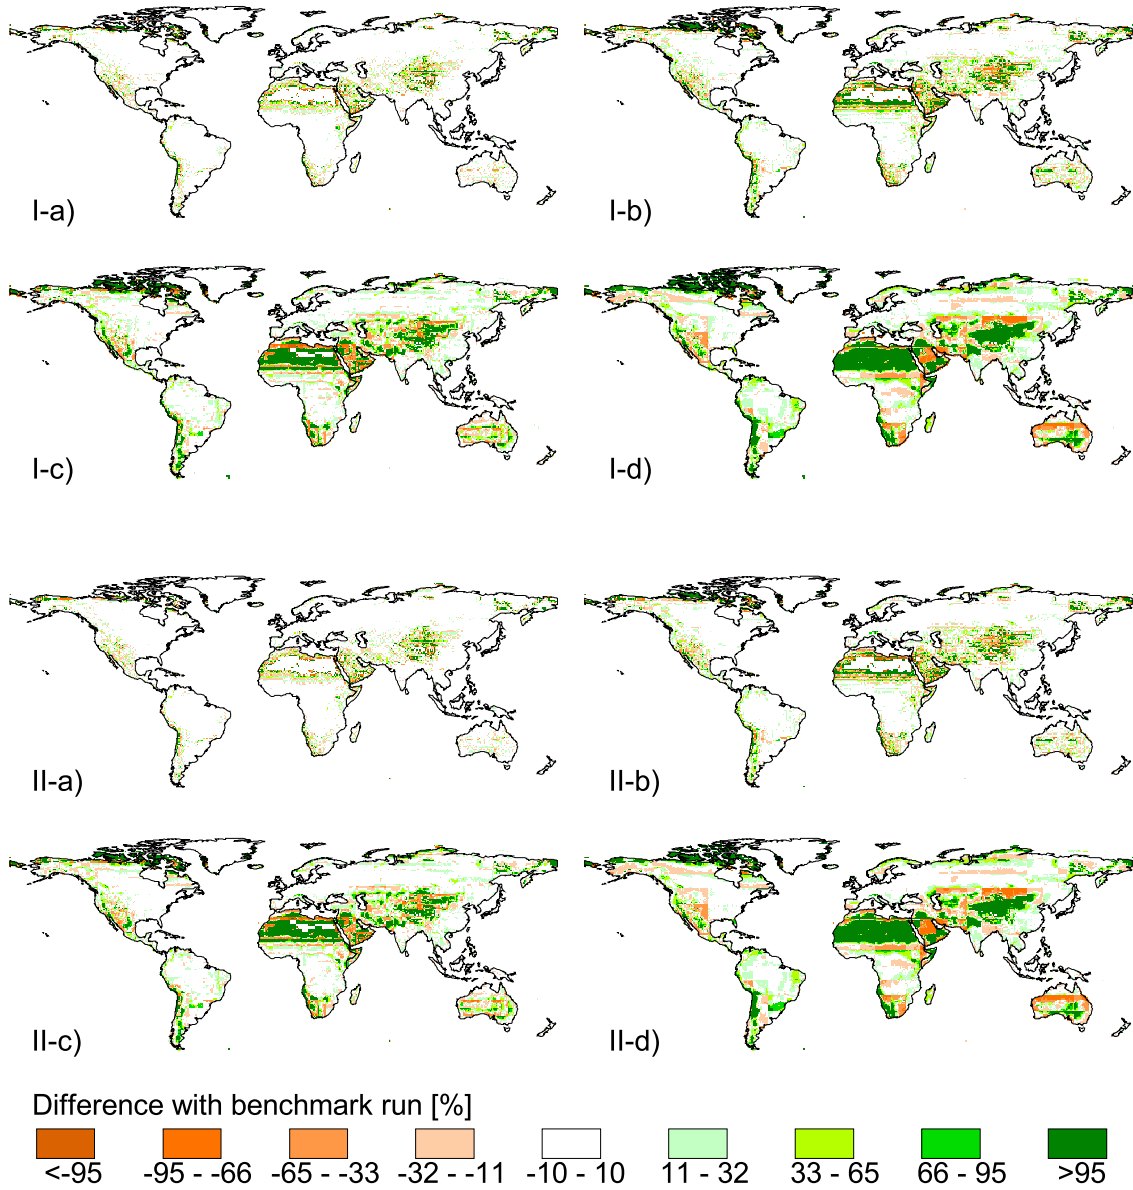 I-a)
I-b)
I-c)
I-d)
II-a)
II-b)
II-c)
II-d)
Difference with benchmark run [%]
<-95 -95 - -66 -65 - -33 -32 - -11 -10 - 10 11 - 32 33 - 65 66 - 95 >95